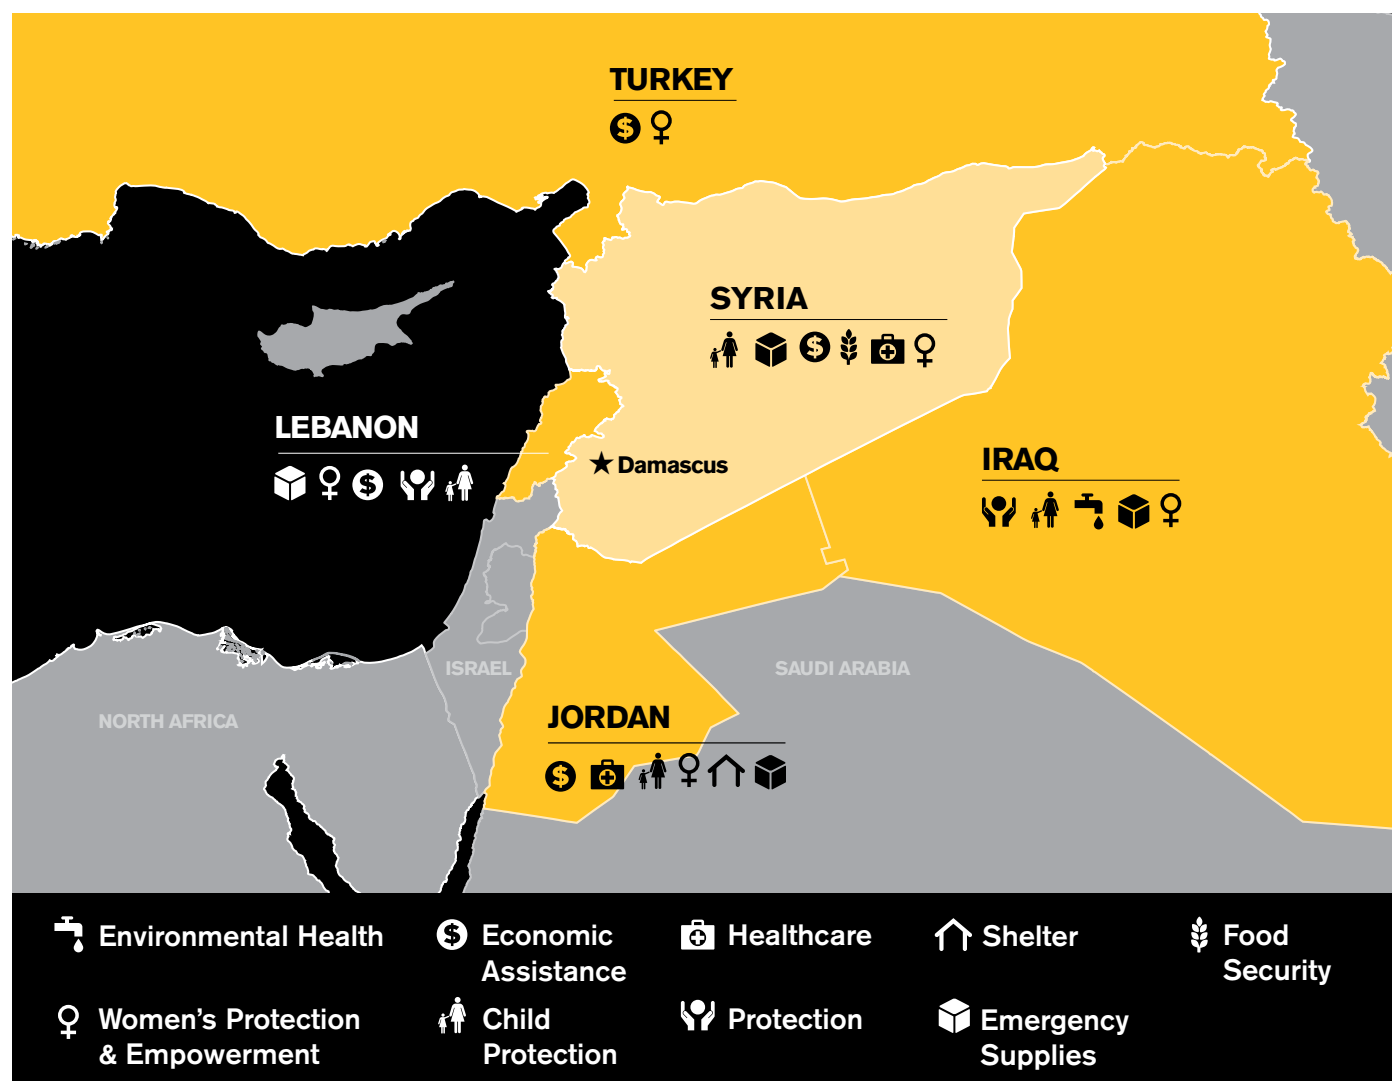 TURKEY
SYRIA
LEBANON
Damascus
IRAQ
ISRAEL
SAUDI ARABIA
NORTH AFRICA
JORDAN
Environmental Health
Economic
Assistance
Healthcare
Shelter
Food
Security
Women’s Protection
& Empowerment
Child
Protection
Protection
Emergency
Supplies